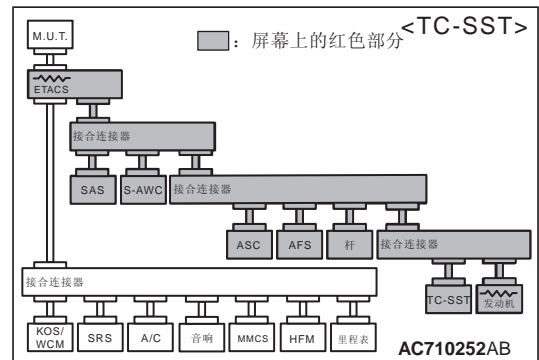 M.U.T.
：屏幕上的红色部分
<TC-SST>
ETACS
接合连接器
SAS
S-AWC
接合连接器
ASC
AFS
杆
接合连接器
TC-SST
发动机
接合连接器
KOS/
WCM
SRS
A/C
音响
MMCS
HFM
里程表
AC710252AB